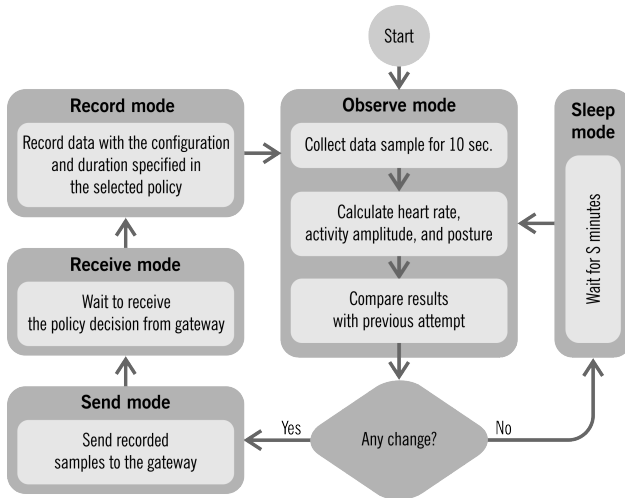 Start
Record mode
Record data with the configuration
and duration specified in
the selected policy
Observe mode
Collect data sample for 10 sec.
Calculate heart rate,
activity amplitude, and posture
Compare results
with previous attempt
Sleep
mode
Wait for S minutes
Receive mode
Wait to receive
the policy decision from gateway
Send mode
Send recorded
samples to the gateway
Yes
Any change?
No